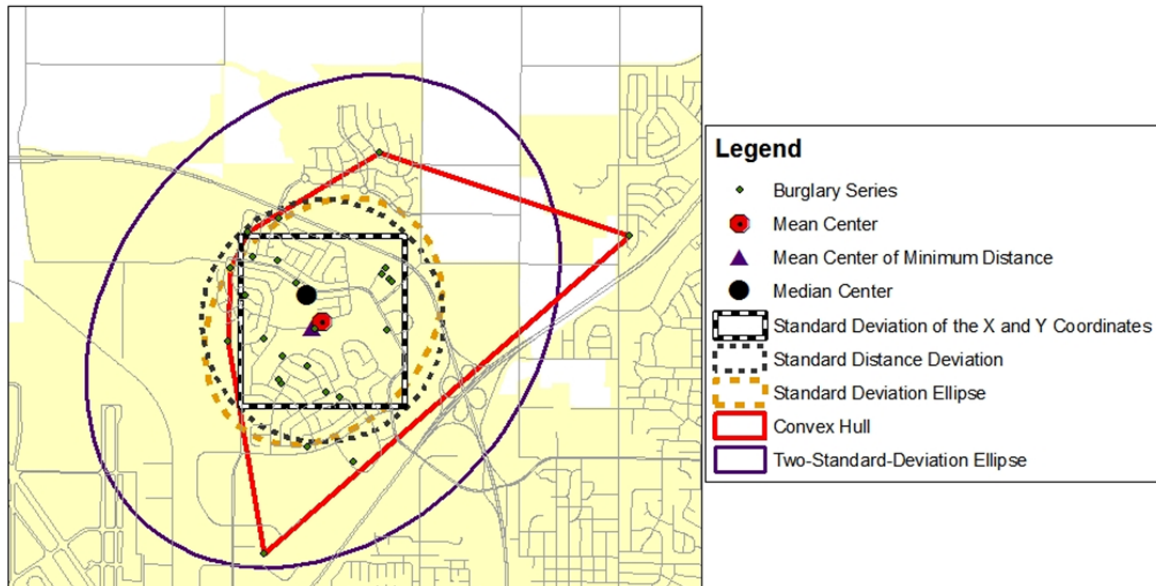 Legend
Burglary Series
Mean Center
Mean Center of Minimum Distance
Median Center
Standard Deviation of the X and Y Coordinates
Standard Distance Deviation
Standard Deviation Ellipse
Convex Hull
Two-Standard-Deviation Ellipse